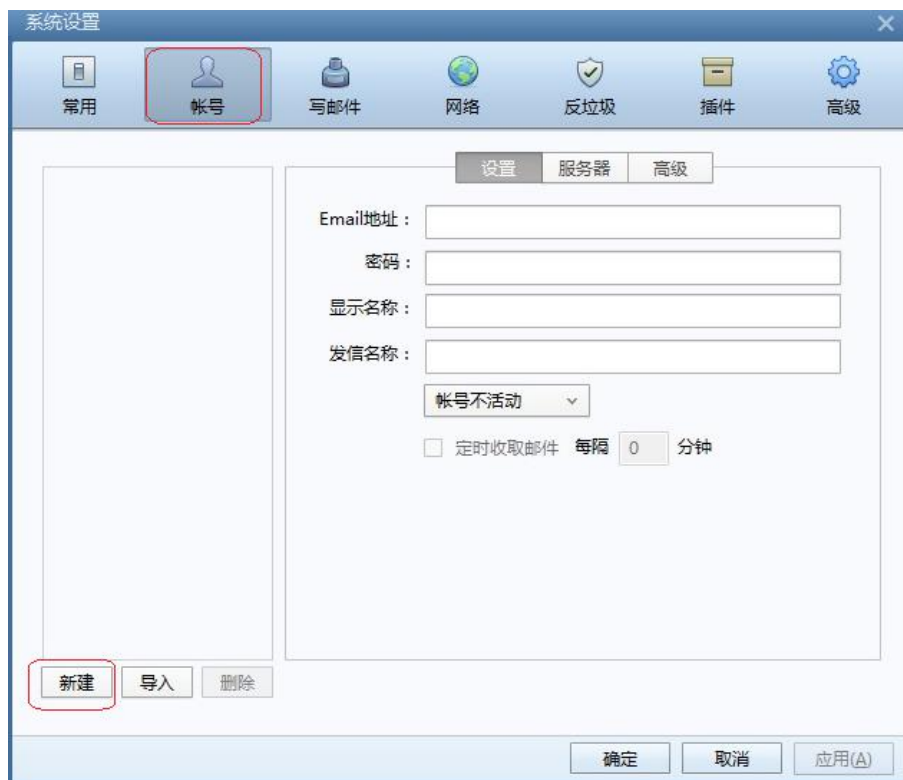 系统设置
常用 帐号 写邮件 网络 反垃圾 插件 高级
设置 服务器 高级
Email地址：
密码：
显示名称：
发信名称：
帐号不活动
定时收取邮件 每隔 0 分钟
新建 导入 删除
确定 取消 应用(A)